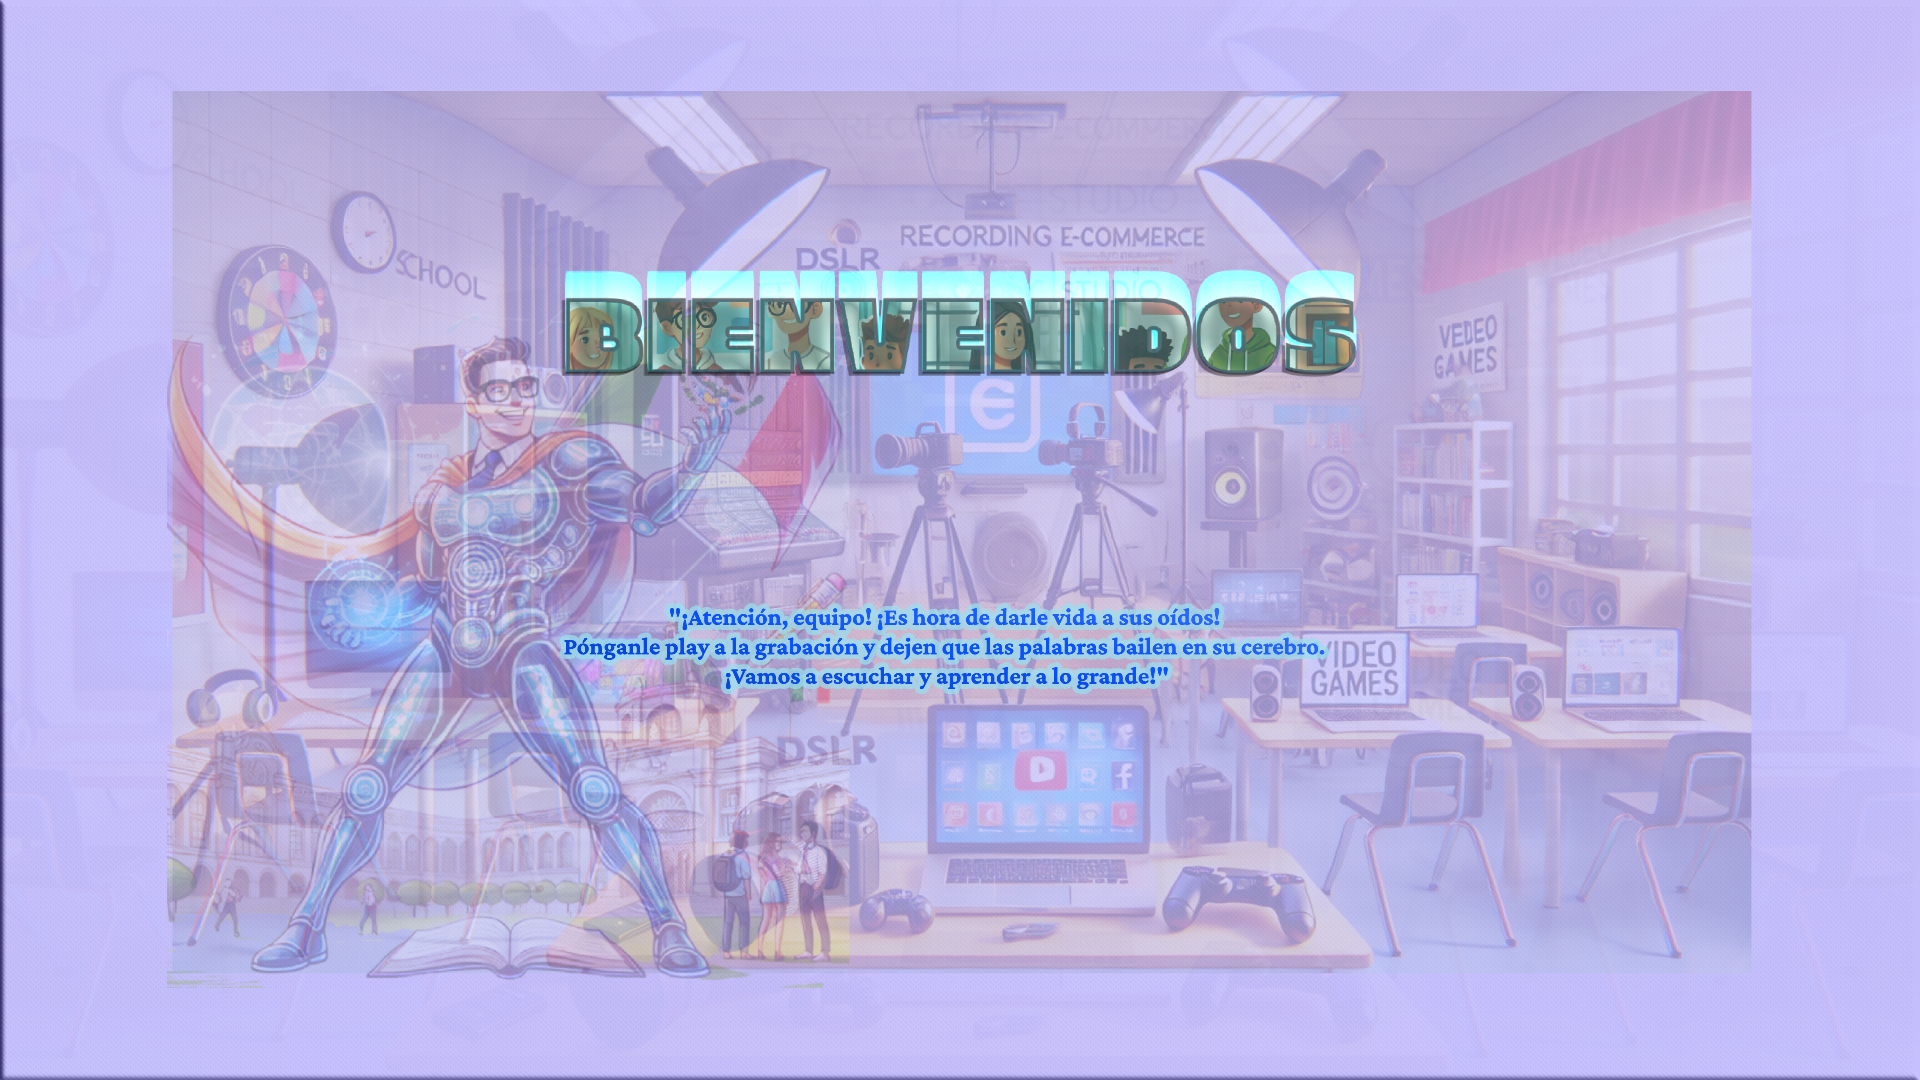 RECORDING E-COMMERCE
DSLR
SCHOOL
STUDIO
BIENVENIDOS
VEDEO
GAMES
"¡Atención, equipo! ¡Es hora de darle vida a sus oídos!
Pónganle play a la grabación y dejen que las palabras bailen en su cerebro.
¡Vamos a escuchar y aprender a lo grande!"
VIDEO
GAMES
DSLR